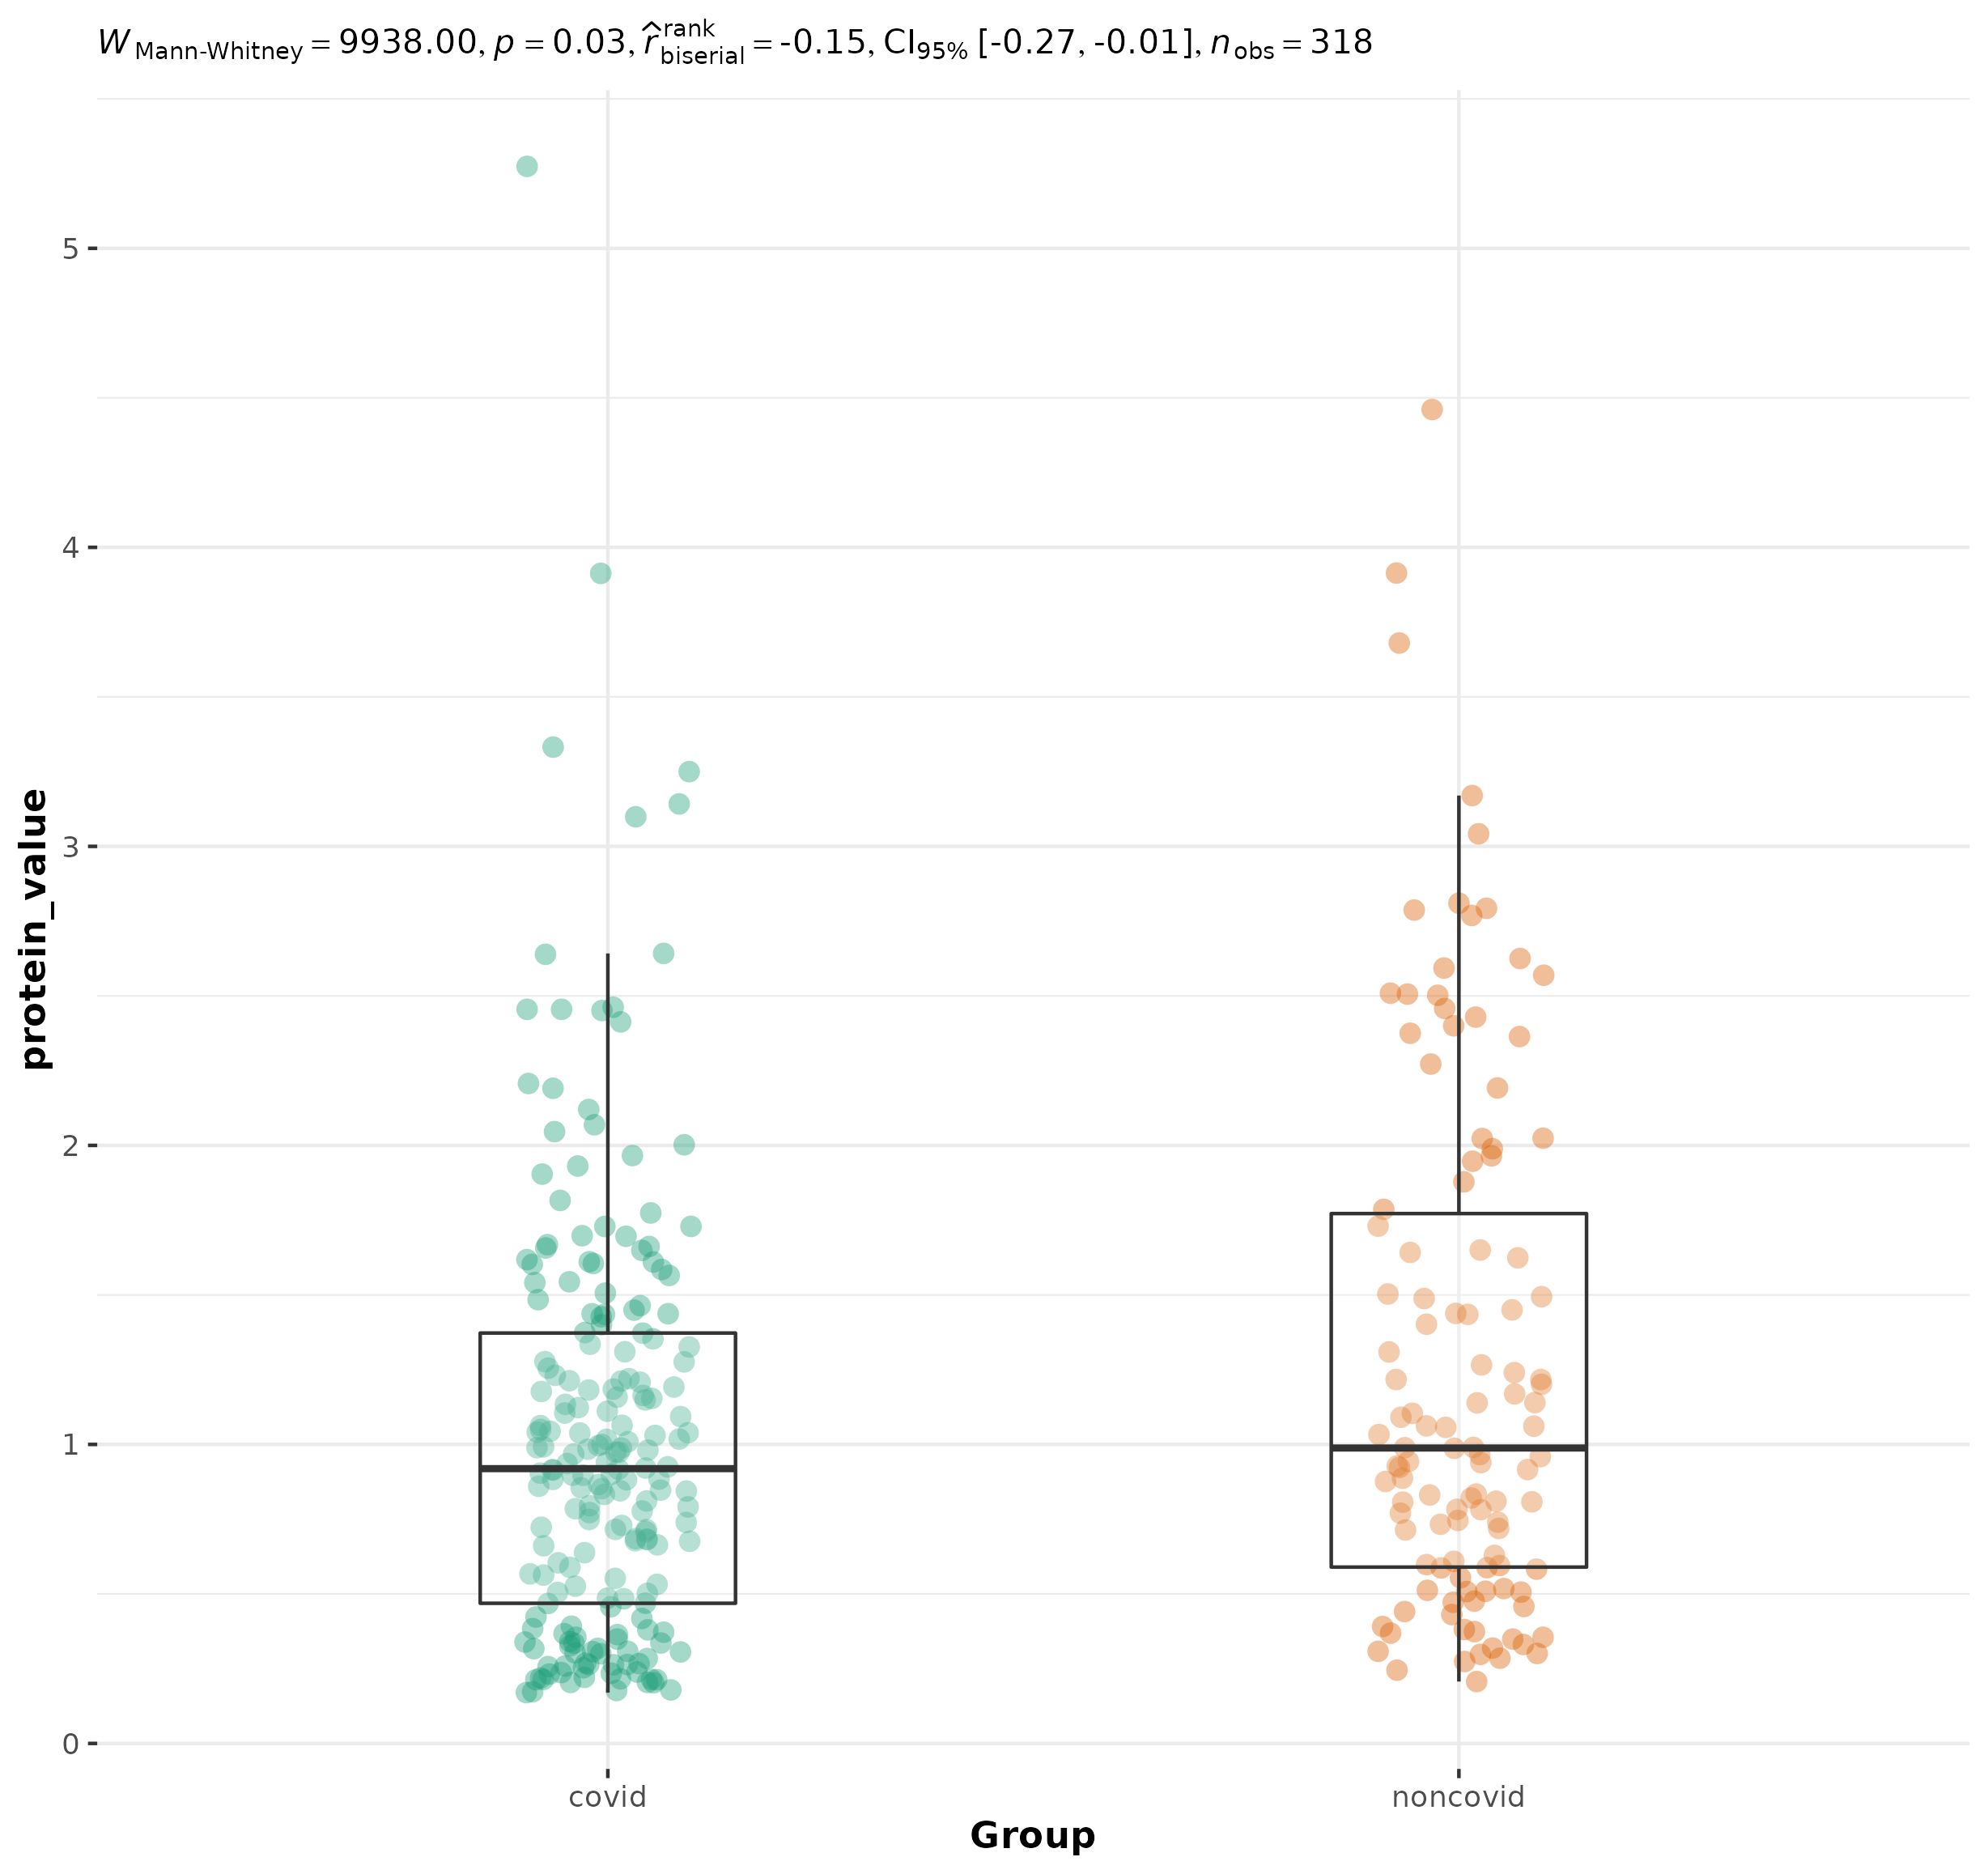 W Mann-Whitney = 9938.00, p = 0.03, r̂ rank biserial = -0.15, CI95% [-0.27, -0.01], nobs = 318
5
4
3
2
1
0
protein_value
covid noncovid
Group